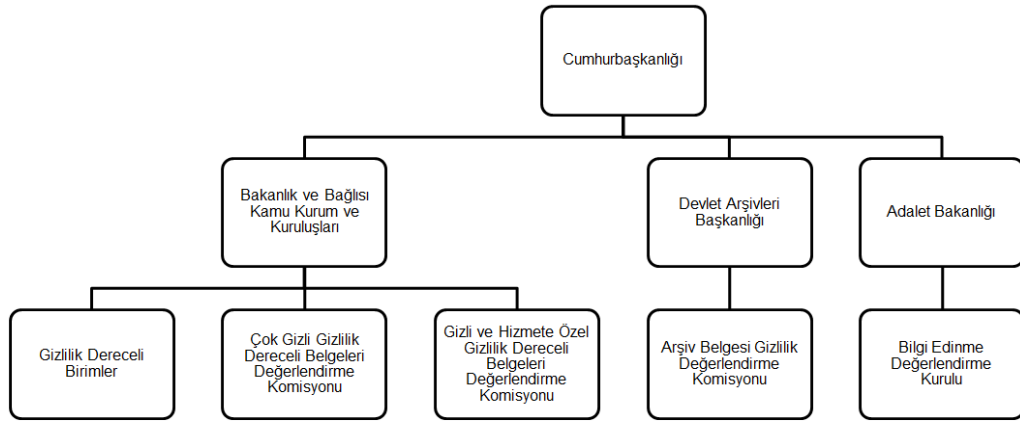 Cumhurbaşkanlığı
Bakanlık ve Bağlısı
Kamu Kurum ve
Kuruluşları
Devlet Arşivleri
Başkanlığı
Adalet Bakanlığı
Gizlilik Dereceli
Birimler
Çok Gizli Gizlilik
Dereceli Belgeleri
Değerlendirme
Komisyonu
Gizli ve Hizmete Özel
Gizlilik Dereceli
Belgeleri
Değerlendirme
Komisyonu
Arşiv Belgesi Gizlilik
Değerlendirme
Komisyonu
Bilgi Edinme
Değerlendirme
Kurulu